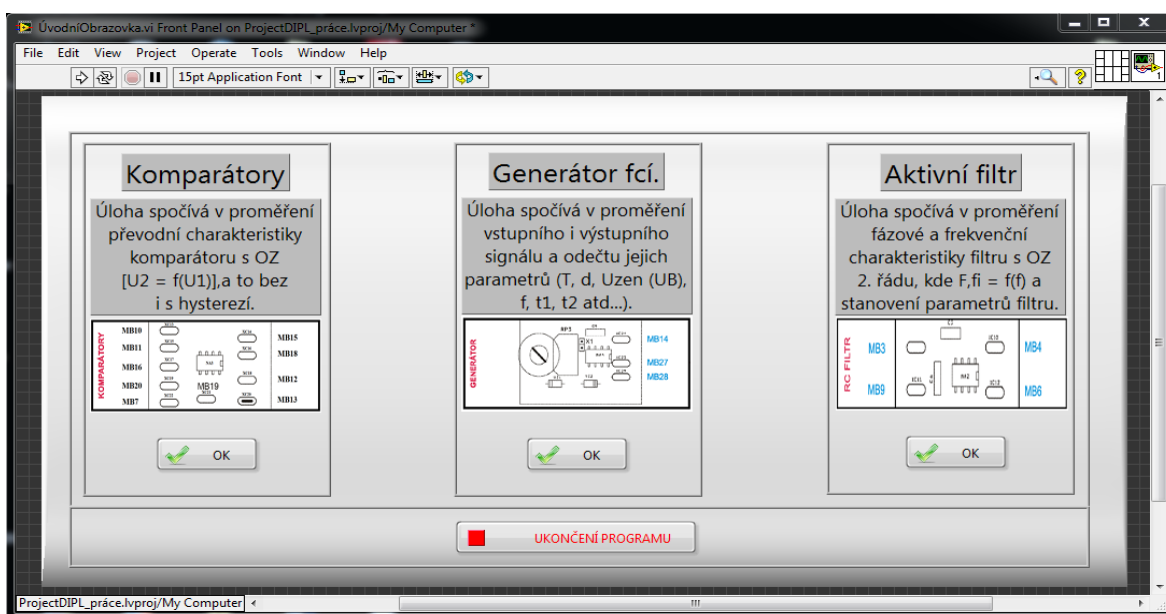 ÚvodníObrazovka.vi Front Panel on ProjectDIPL_práce.lvproj/My Computer *
File Edit View Project Operate Tools Window Help
15pt Application Font
1
Komparátory
Úloha spočívá v proměření
převodní charakteristiky
komparátoru s OZ
[U2 = f(U1)],a to bez
i s hysterezí.
KOMPARÁTORY
MB10
MB11
MB16
MB20
MB7
MB19
MB15
MB18
MB12
MB13
OK
Generátor fcí.
Úloha spočívá v proměření
vstupního i výstupního
signálu a odečtu jejich
parametrů (T, d, Uzen (UB),
f, t1, t2 atd...).
GENERÁTOR
MB14
MB27
MB28
OK
Aktivní filtr
Úloha spočívá v proměření
fázové a frekvenční
charakteristiky filtru s OZ
2. řádu, kde F,fi = f(f) a
stanovení parametrů filtru.
RC FILTR
MB3
MB9
MB4
MB6
OK
UKONČENÍ PROGRAMU
ProjectDIPL_práce.lvproj/My Computer